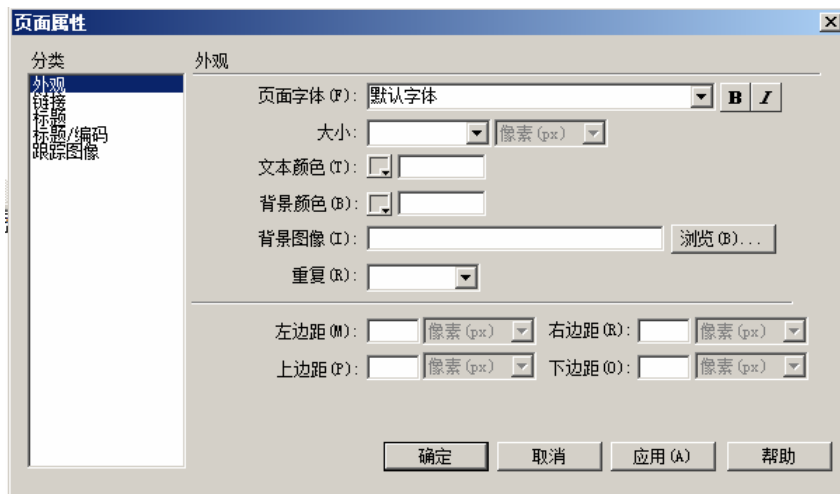 页面属性
分类
外观
链接
标题
标题/编码
跟踪图像
外观
页面字体(F): 默认字体 B I
大小: 像素(px)
文本颜色(T):
背景颜色(B):
背景图像(I): 浏览(B)...
重复(R):
左边距(M): 像素(px) 右边距(R): 像素(px)
上边距(P): 像素(px) 下边距(O): 像素(px)
确定 取消 应用(A) 帮助